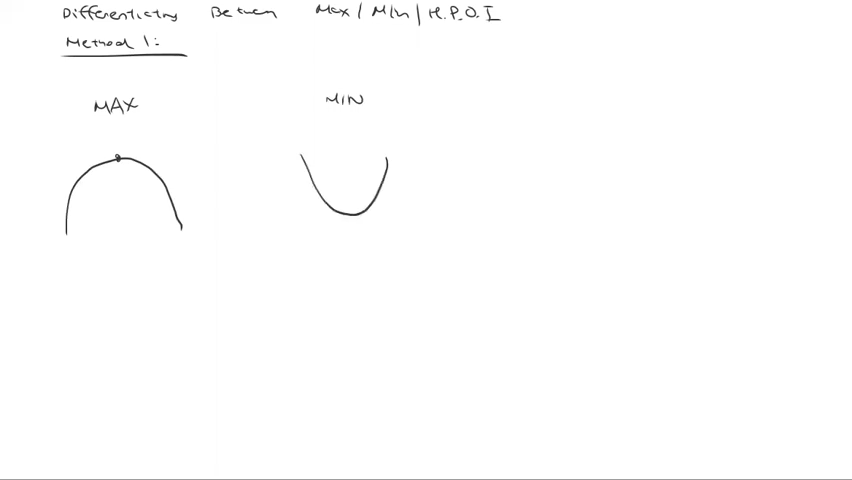 Differentiating Between Max / Min / H.P.O.I
Method 1:
MAX MIN